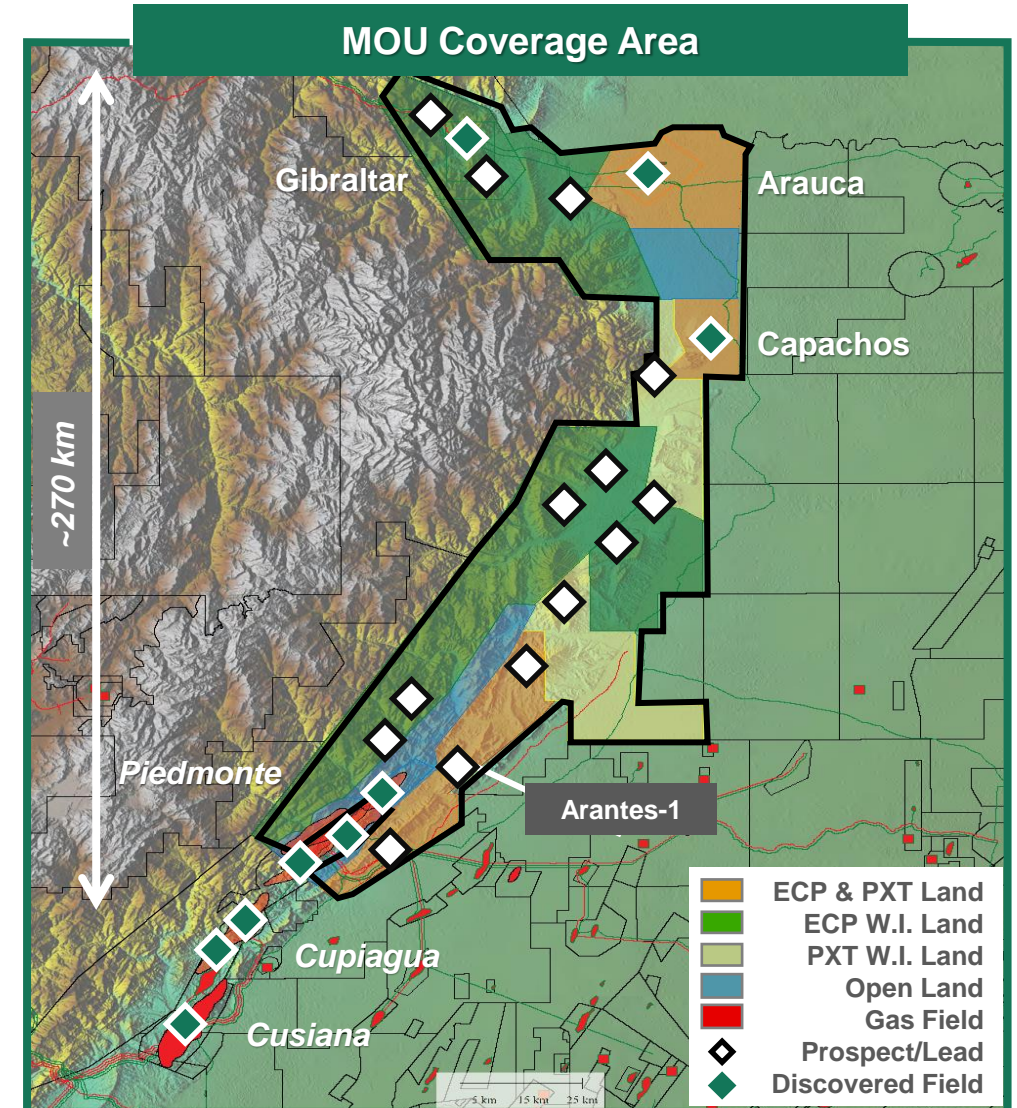 MOU Coverage Area
Gibraltar
Arauca
Capachos
~270 km
Piedmonte
Arantes-1
Cupiagua
Cusiana
ECP & PXT Land
ECP W.I. Land
PXT W.I. Land
Open Land
Gas Field
Prospect/Lead
Discovered Field
5 km 15 km 25 km